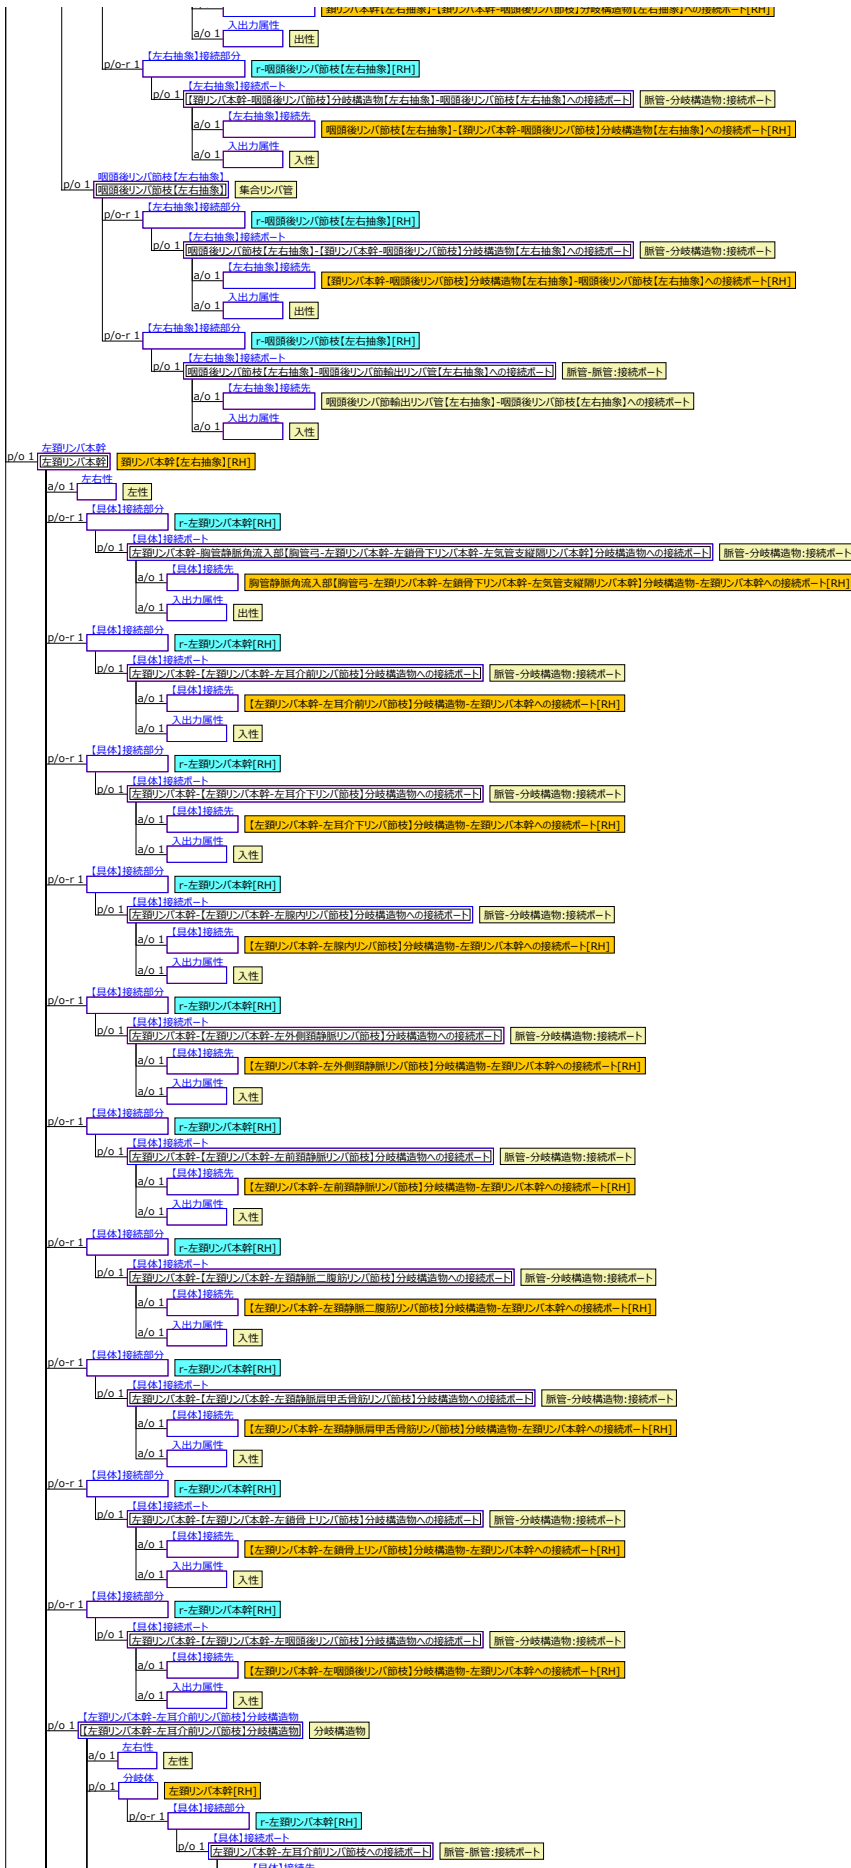 頚リンパ本幹【左右抽象】-【頚リンパ本幹-咽頭後リンパ節枝】分岐構造物【左右抽象】への接続ポート[RH]
入出力属性
a/o 1 出性
【左右抽象】接続部分
p/o-r 1 r-咽頭後リンパ節枝【左右抽象】[RH]
【左右抽象】接続ポート
p/o 1 【頚リンパ本幹-咽頭後リンパ節枝】分岐構造物【左右抽象】-咽頭後リンパ節枝【左右抽象】への接続ポート 脈管-分岐構造物:接続ポート
【左右抽象】接続先
a/o 1 咽頭後リンパ節枝【左右抽象】-【頚リンパ本幹-咽頭後リンパ節枝】分岐構造物【左右抽象】への接続ポート[RH]
入出力属性
a/o 1 入性
咽頭後リンパ節枝【左右抽象】
p/o 1 咽頭後リンパ節枝【左右抽象】 集合リンパ管
【左右抽象】接続部分
p/o-r 1 r-咽頭後リンパ節枝【左右抽象】[RH]
【左右抽象】接続ポート
p/o 1 咽頭後リンパ節枝【左右抽象】-【頚リンパ本幹-咽頭後リンパ節枝】分岐構造物【左右抽象】への接続ポート 脈管-分岐構造物:接続ポート
【左右抽象】接続先
a/o 1 【頚リンパ本幹-咽頭後リンパ節枝】分岐構造物【左右抽象】-咽頭後リンパ節枝【左右抽象】への接続ポート[RH]
入出力属性
a/o 1 出性
【左右抽象】接続部分
p/o-r 1 r-咽頭後リンパ節枝【左右抽象】[RH]
【左右抽象】接続ポート
p/o 1 咽頭後リンパ節枝【左右抽象】-咽頭後リンパ節輸出リンパ管【左右抽象】への接続ポート 脈管-脈管:接続ポート
【左右抽象】接続先
a/o 1 咽頭後リンパ節輸出リンパ管【左右抽象】-咽頭後リンパ節枝【左右抽象】への接続ポート
入出力属性
a/o 1 入性
左頚リンパ本幹
p/o 1 左頚リンパ本幹 頚リンパ本幹【左右抽象】[RH]
左右性
a/o 1 左性
【具体】接続部分
p/o-r 1 r-左頚リンパ本幹[RH]
【具体】接続ポート
p/o 1 左頚リンパ本幹-胸管静脈角流入部【胸管弓-左頚リンパ本幹-左鎖骨下リンパ本幹-左気管支縦隔リンパ本幹】分岐構造物への接続ポート 脈管-分岐構造物:接続ポート
【具体】接続先
a/o 1 胸管静脈角流入部【胸管弓-左頚リンパ本幹-左鎖骨下リンパ本幹-左気管支縦隔リンパ本幹】分岐構造物-左頚リンパ本幹への接続ポート[RH]
入出力属性
a/o 1 出性
【具体】接続部分
p/o-r 1 r-左頚リンパ本幹[RH]
【具体】接続ポート
p/o 1 左頚リンパ本幹-【左頚リンパ本幹-左耳介前リンパ節枝】分岐構造物への接続ポート 脈管-分岐構造物:接続ポート
【具体】接続先
a/o 1 【左頚リンパ本幹-左耳介前リンパ節枝】分岐構造物-左頚リンパ本幹への接続ポート[RH]
入出力属性
a/o 1 入性
【具体】接続部分
p/o-r 1 r-左頚リンパ本幹[RH]
【具体】接続ポート
p/o 1 左頚リンパ本幹-【左頚リンパ本幹-左耳介下リンパ節枝】分岐構造物への接続ポート 脈管-分岐構造物:接続ポート
【具体】接続先
a/o 1 【左頚リンパ本幹-左耳介下リンパ節枝】分岐構造物-左頚リンパ本幹への接続ポート[RH]
入出力属性
a/o 1 入性
【具体】接続部分
p/o-r 1 r-左頚リンパ本幹[RH]
【具体】接続ポート
p/o 1 左頚リンパ本幹-【左頚リンパ本幹-左腺内リンパ節枝】分岐構造物への接続ポート 脈管-分岐構造物:接続ポート
【具体】接続先
a/o 1 【左頚リンパ本幹-左腺内リンパ節枝】分岐構造物-左頚リンパ本幹への接続ポート[RH]
入出力属性
a/o 1 入性
【具体】接続部分
p/o-r 1 r-左頚リンパ本幹[RH]
【具体】接続ポート
p/o 1 左頚リンパ本幹-【左頚リンパ本幹-左外側頚静脈リンパ節枝】分岐構造物への接続ポート 脈管-分岐構造物:接続ポート
【具体】接続先
a/o 1 【左頚リンパ本幹-左外側頚静脈リンパ節枝】分岐構造物-左頚リンパ本幹への接続ポート[RH]
入出力属性
a/o 1 入性
【具体】接続部分
p/o-r 1 r-左頚リンパ本幹[RH]
【具体】接続ポート
p/o 1 左頚リンパ本幹-【左頚リンパ本幹-左前頚静脈リンパ節枝】分岐構造物への接続ポート 脈管-分岐構造物:接続ポート
【具体】接続先
a/o 1 【左頚リンパ本幹-左前頚静脈リンパ節枝】分岐構造物-左頚リンパ本幹への接続ポート[RH]
入出力属性
a/o 1 入性
【具体】接続部分
p/o-r 1 r-左頚リンパ本幹[RH]
【具体】接続ポート
p/o 1 左頚リンパ本幹-【左頚リンパ本幹-左頚静脈二腹筋リンパ節枝】分岐構造物への接続ポート 脈管-分岐構造物:接続ポート
【具体】接続先
a/o 1 【左頚リンパ本幹-左頚静脈二腹筋リンパ節枝】分岐構造物-左頚リンパ本幹への接続ポート[RH]
入出力属性
a/o 1 入性
【具体】接続部分
p/o-r 1 r-左頚リンパ本幹[RH]
【具体】接続ポート
p/o 1 左頚リンパ本幹-【左頚リンパ本幹-左頚静脈肩甲舌骨筋リンパ節枝】分岐構造物への接続ポート 脈管-分岐構造物:接続ポート
【具体】接続先
a/o 1 【左頚リンパ本幹-左頚静脈肩甲舌骨筋リンパ節枝】分岐構造物-左頚リンパ本幹への接続ポート[RH]
入出力属性
a/o 1 入性
【具体】接続部分
p/o-r 1 r-左頚リンパ本幹[RH]
【具体】接続ポート
p/o 1 左頚リンパ本幹-【左頚リンパ本幹-左鎖骨上リンパ節枝】分岐構造物への接続ポート 脈管-分岐構造物:接続ポート
【具体】接続先
a/o 1 【左頚リンパ本幹-左鎖骨上リンパ節枝】分岐構造物-左頚リンパ本幹への接続ポート[RH]
入出力属性
a/o 1 入性
【具体】接続部分
p/o-r 1 r-左頚リンパ本幹[RH]
【具体】接続ポート
p/o 1 左頚リンパ本幹-【左頚リンパ本幹-左咽頭後リンパ節枝】分岐構造物への接続ポート 脈管-分岐構造物:接続ポート
【具体】接続先
a/o 1 【左頚リンパ本幹-左咽頭後リンパ節枝】分岐構造物-左頚リンパ本幹への接続ポート[RH]
入出力属性
a/o 1 入性
【左頚リンパ本幹-左耳介前リンパ節枝】分岐構造物
p/o 1 【左頚リンパ本幹-左耳介前リンパ節枝】分岐構造物 分岐構造物
左右性
a/o 1 左性
分岐体
p/o 1 左頚リンパ本幹[RH]
【具体】接続部分
p/o-r 1 r-左頚リンパ本幹[RH]
【具体】接続ポート
p/o 1 左頚リンパ本幹-左耳介前リンパ節枝への接続ポート 脈管-脈管:接続ポート
【具体】接続先